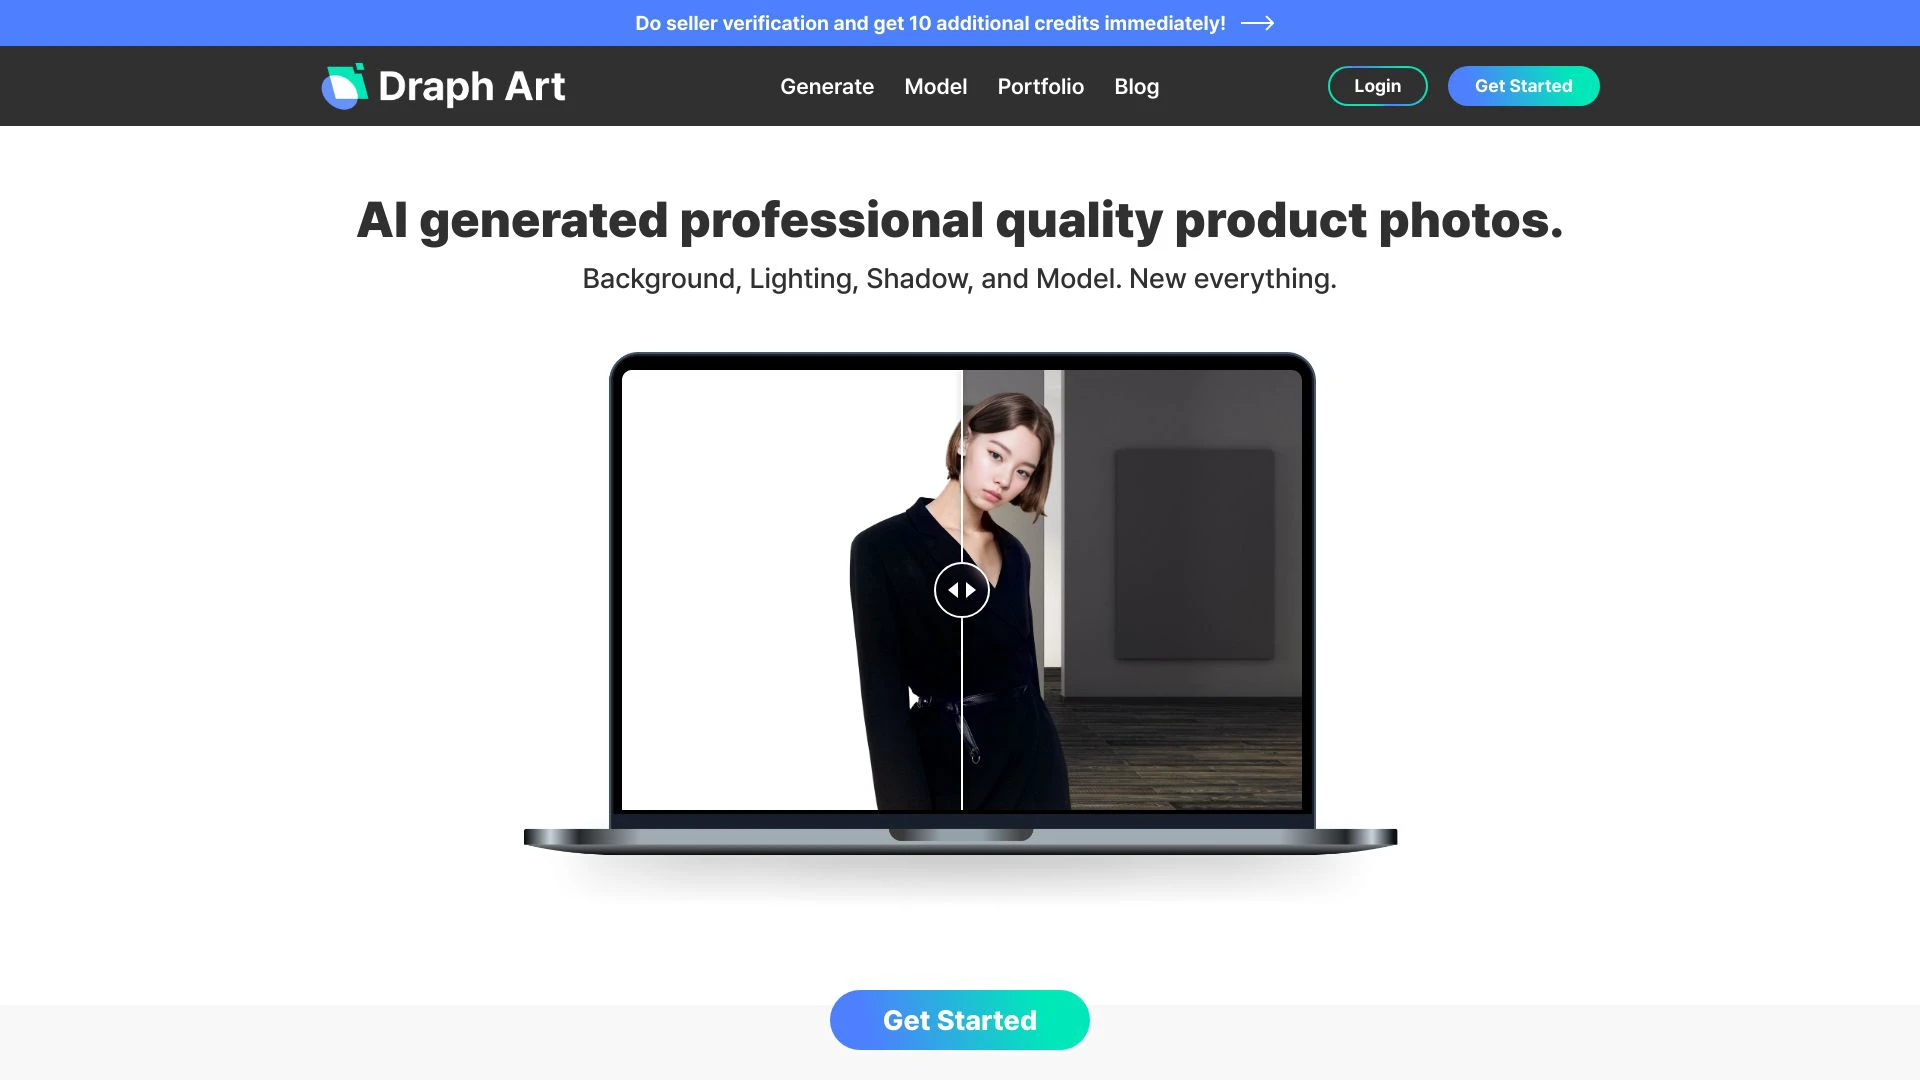 Do seller verification and get 10 additional credits immediately!
Draph Art
Generate
Model
Portfolio
Blog
Login
Get Started
AI generated professional quality product photos.
Background, Lighting, Shadow, and Model. New everything.
Get Started